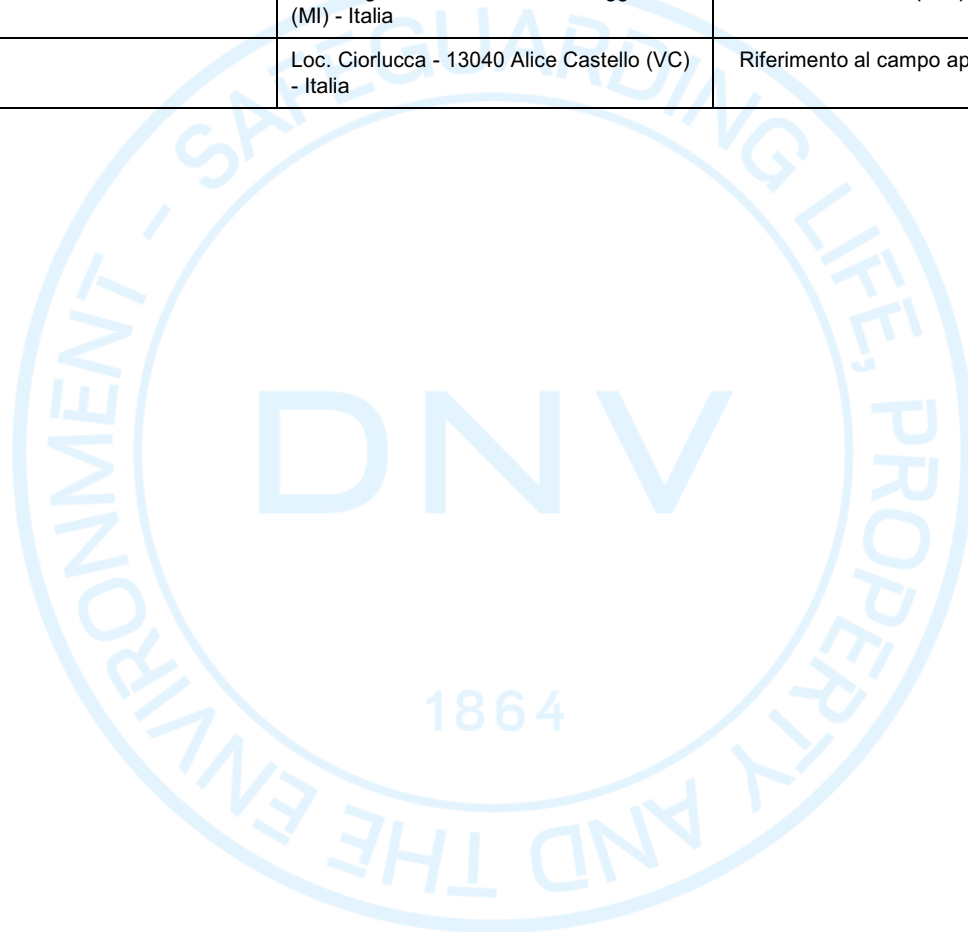 (MI) - Italia
Loc. Ciorlucca - 13040 Alice Castello (VC)
- Italia
Riferimento al campo ap
SAFEGUARDING LIFE, PROPERTY AND THE ENVIRONMENT -
DNV
1864